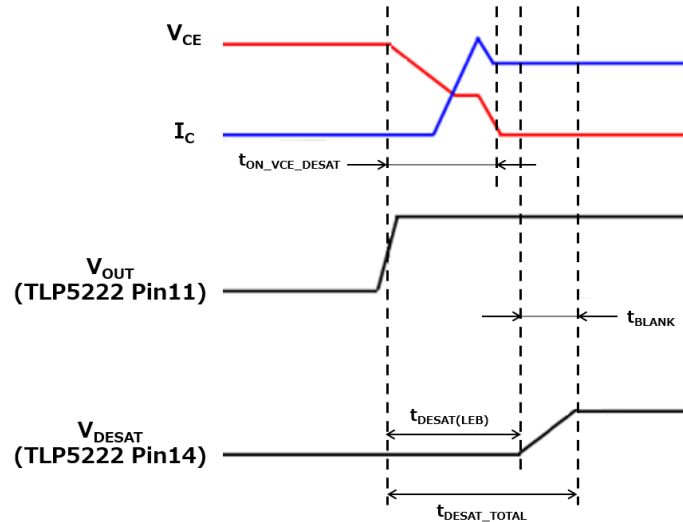 VCE
IC
tON_VCE_DESAT
VOUT
(TLP5222 Pin11)
tBLANK
tDESAT(LEB)
VDESAT
(TLP5222 Pin14)
tDESAT_TOTAL